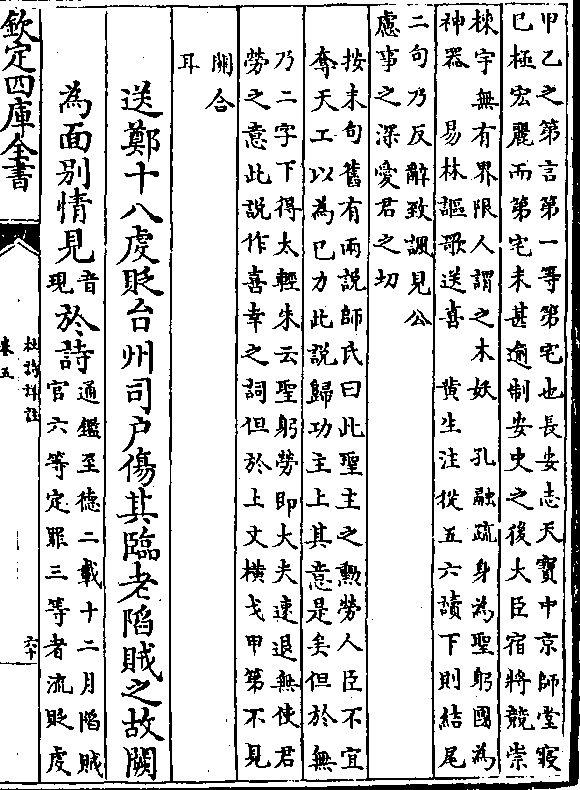 甲乙之第言第一等第宅也長安志天寶中京師堂寢
已極宏麗而第宅未甚逾制安史之後大臣宿將競崇
棟宇無有界限人謂之木妖　孔融疏身為聖躬國為
神器　易林謳歌送喜　黄生注從五六讀下則結尾
二句乃反辭致諷見公
慮事之深愛君之切
按末句舊有兩説師氏曰此聖主之勲勞人臣不宜
奪天工以為已力此説歸功主上其意是矣但於無
乃二字下得太輕朱云聖躬勞即大夫速退無使君
勞之意此説作喜幸之詞但於上文横戈甲第不見
關合
耳
送鄭十八䖍貶台州司户傷其臨老陷賊之故闕
為面别情見音現於詩通鑑至德二載十二月陷賊
官六等定罪三等者流貶䖍
欽定四庫全書
杜詩詳註
卷五
六十